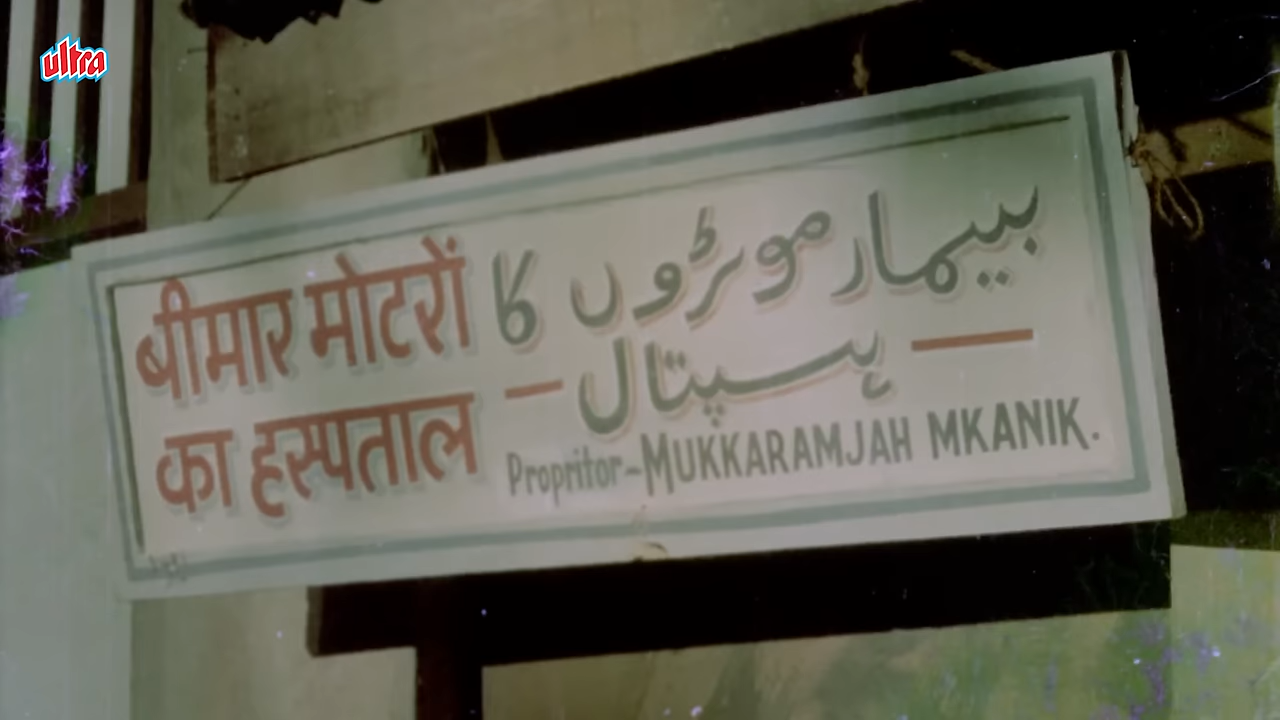 ultra
बीमार मोटरों
का हस्पताल
بیمار موٹروں کا
ہسپتال
Propritor-MUKKARAMJAH MKANIK.